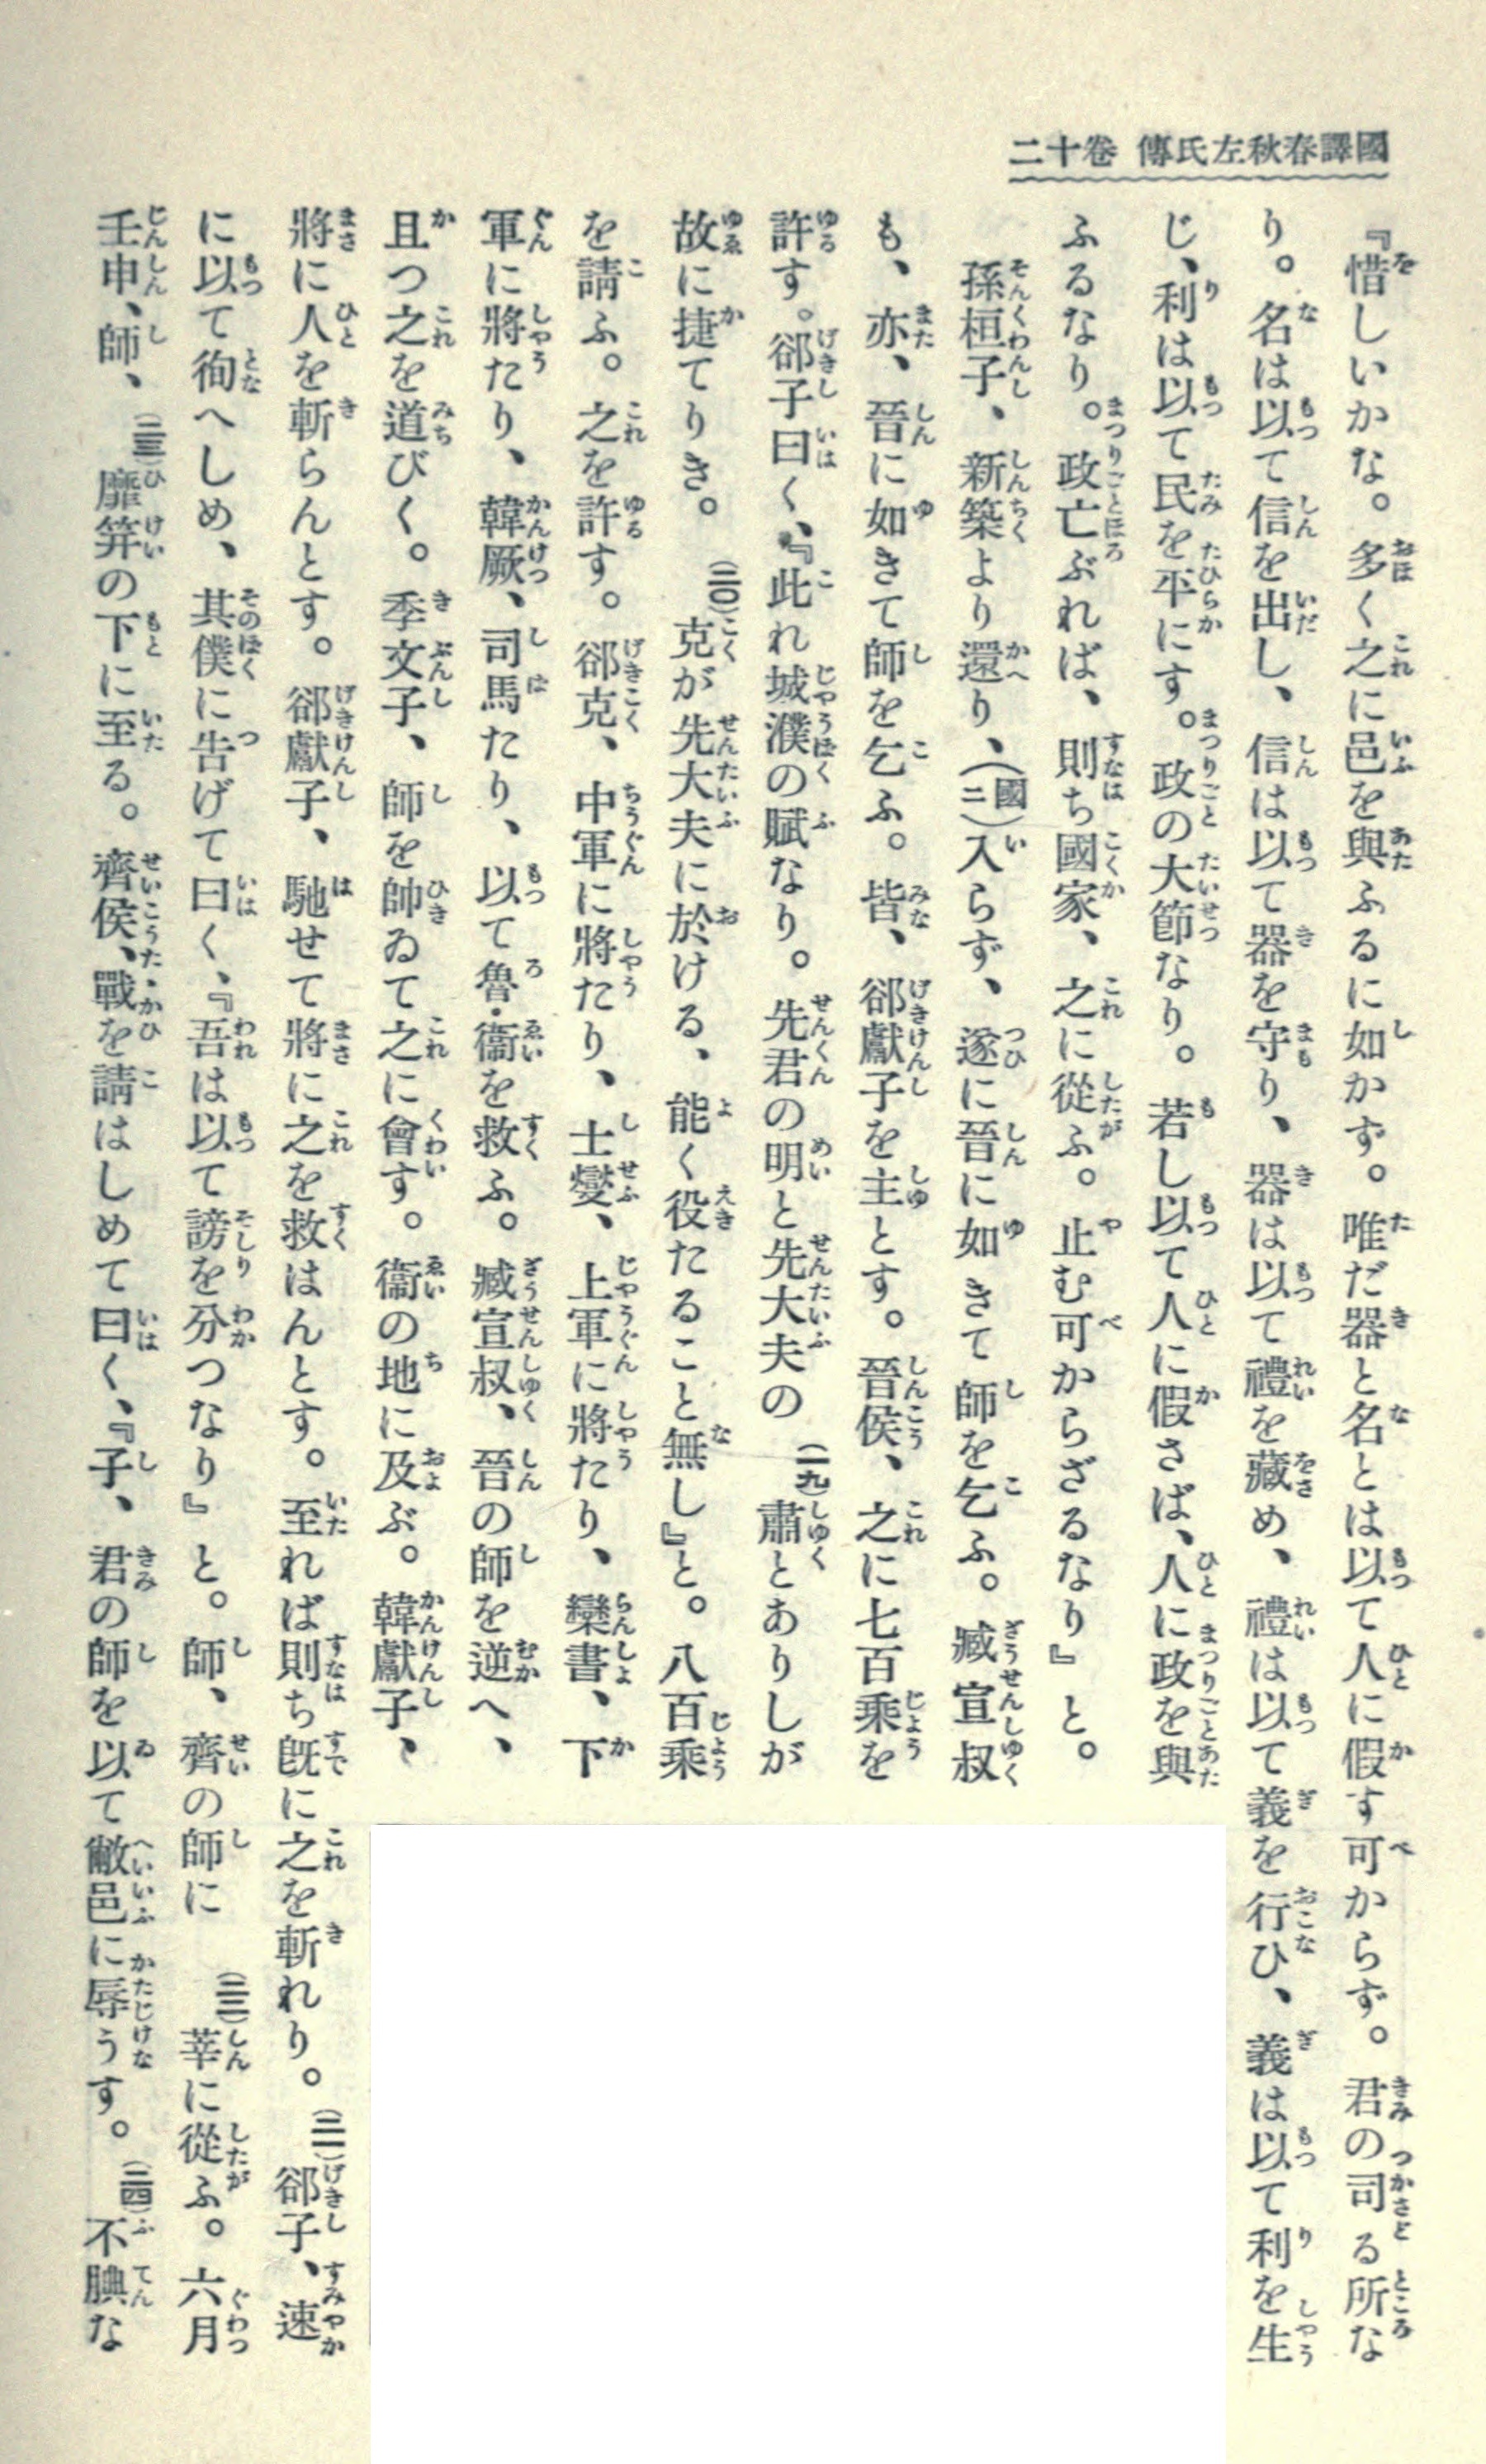 國譯春秋左氏傳 卷十二
『惜しいかな。多く之に邑を與ふるに如かず。唯だ器と名とは以て人に假す可からず。君の司る所な
り。名は以て信を出し、信は以て器を守り、器は以て禮を藏め、禮は以て義を行ひ、義は以て利を生
じ、利は以て民を平にす。政の大節なり。若し以て人に假さば、人に政を與
ふるなり。政亡ぶれば、則ち國家、之に從ふ。止む可からざるなり』と。
孫桓子、新築より還り、(國二)入らず、遂に晉に如きて師を乞ふ。臧宣叔
も、亦、晉に如きて師を乞ふ。皆、郤獻子を主とす。晉侯、之に七百乘を
許す。郤子曰く、『此れ城濮の賦なり。先君の明と先大夫の(一九)肅とありしが
故に捷てりき。(二〇)克が先大夫に於ける、能く役たること無し』と。八百乘
を請ふ。之を許す。郤克、中軍に將たり、士燮、上軍に將たり、欒書、下
軍に將たり、韓厥、司馬たり、以て魯・衞を救ふ。臧宣叔、晉の師を逆へ、
且つ之を道びく。季文子、師を帥ゐて之に會す。衞の地に及ぶ。韓獻子、
將に人を斬らんとす。郤獻子、馳せて將に之を救はんとす。至れば則ち旣に之を斬れり。(二一)郤子、速
に以て徇へしめ、其僕に吿げて曰く、『吾は以て謗を分つなり』と。師、齊の師に(二二)莘に從ふ。六月
壬申、師、(二三)靡筓の下に至る。齊侯、戰を請はしめて曰く、『子、君の師を以て敝邑に辱うす。(二四)不腆な